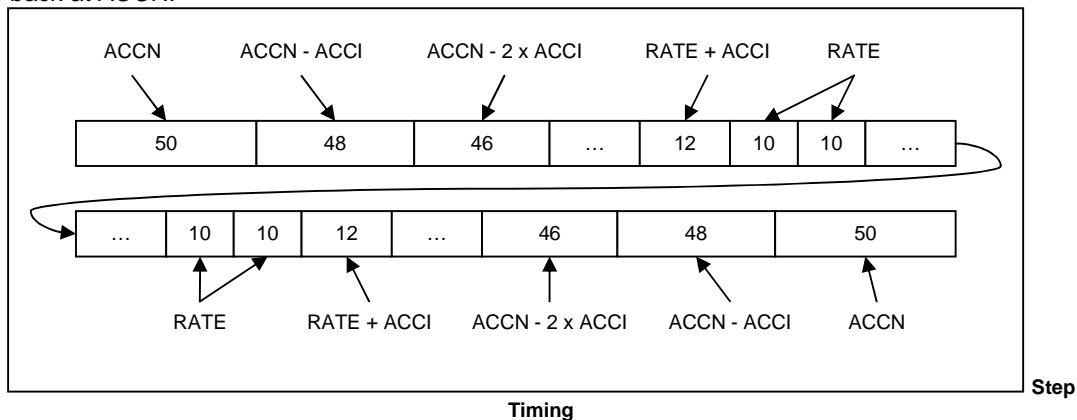 back at ACCN.
ACCN ACCN - ACCI ACCN - 2 x ACCI RATE + ACCI RATE
50 48 46 … 12 10 10 …
… 10 10 12 … 46 48 50
RATE RATE + ACCI ACCN - 2 x ACCI ACCN - ACCI ACCN
Step
Timing